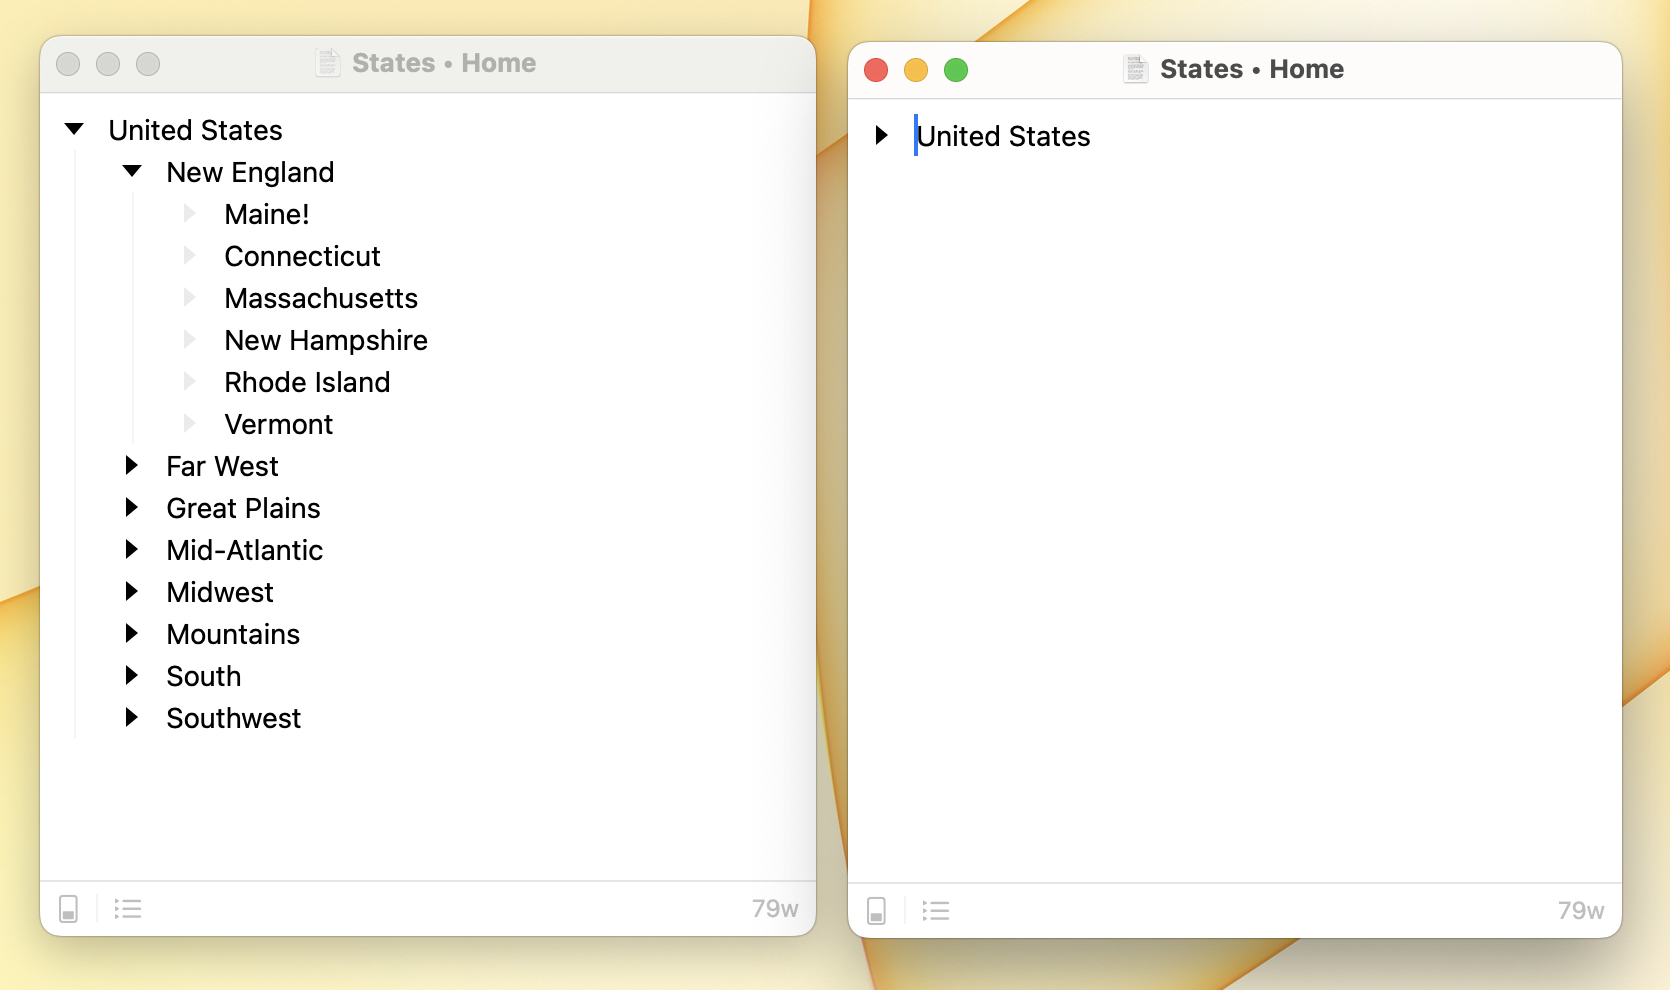 States • Home
United States
New England
Maine!
Connecticut
Massachusetts
New Hampshire
Rhode Island
Vermont
Far West
Great Plains
Mid-Atlantic
Midwest
Mountains
South
Southwest
79w
States • Home
United States
79w